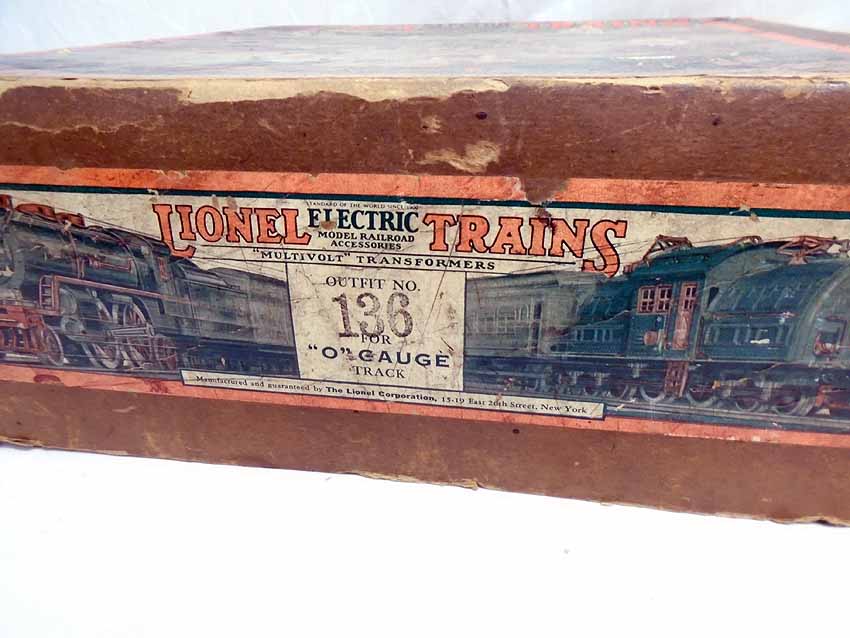 STANDARD OF THE WORLD SINCE 1900
LIONEL ELECTRIC TRAINS
MODEL RAILROAD
ACCESSORIES
"MULTIVOLT" TRANSFORMERS
OUTFIT NO.
136
FOR
"O" GAUGE
TRACK
Manufactured and guaranteed by The Lionel Corporation, 15-19 East 26th Street, New York